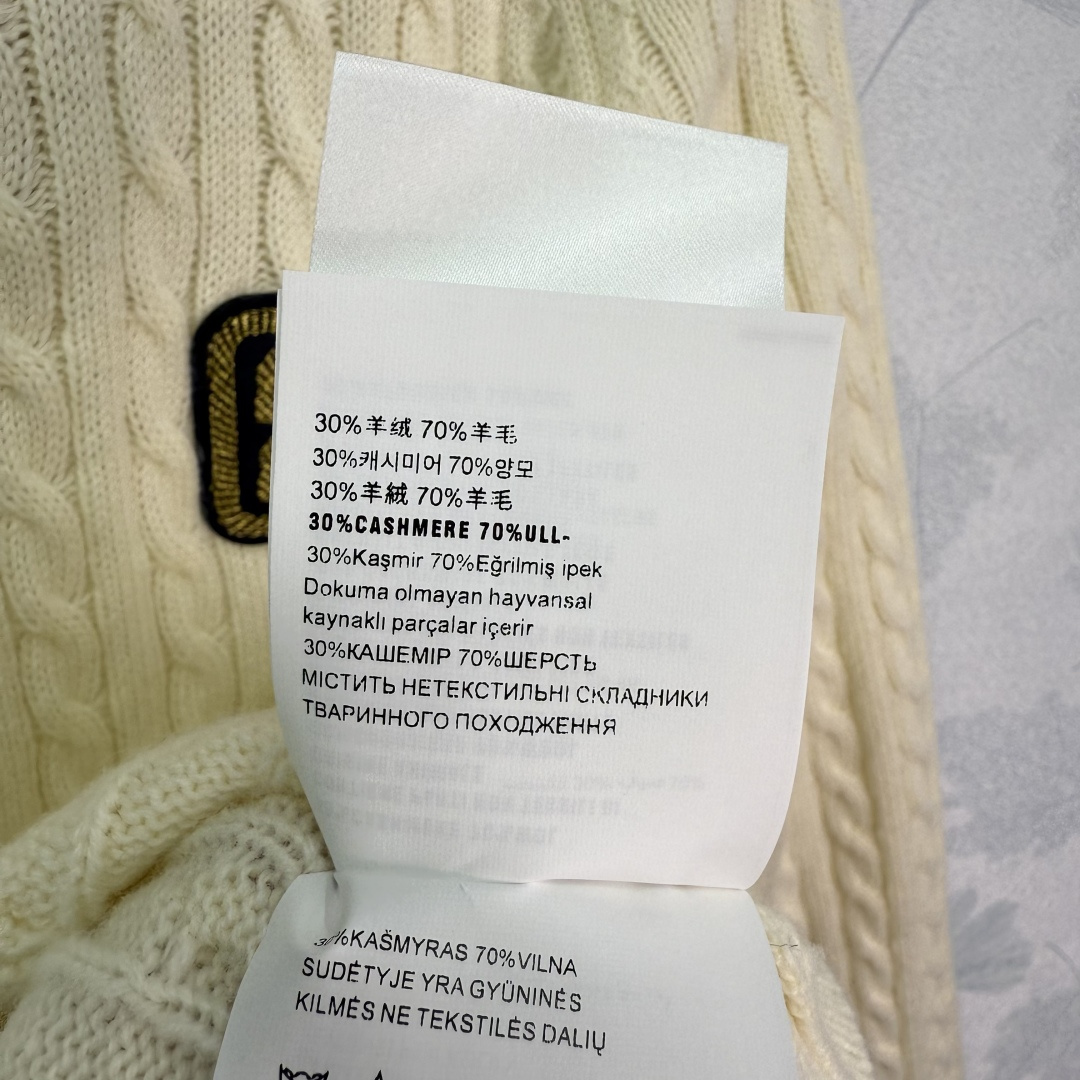 30%羊绒 70%羊毛
30%캐시미어 70%양모
30%羊絨 70%羊毛
30%CASHMERE 70%ULL-
30%Kaşmir 70%Eğrilmiş ipek
Dokuma olmayan hayvansal
kaynaklı parçalar içerir
30%КАШЕМІР 70%ШЕРСТЬ
МІСТИТЬ НЕТЕКСТИЛЬНІ СКЛАДНИКИ
ТВАРИННОГО ПОХОДЖЕННЯ
30%KAŠMYRAS 70%VILNA
SUDĖTYJE YRA GYŪNINĖS
KILMĖS NE TEKSTILĖS DALIŲ